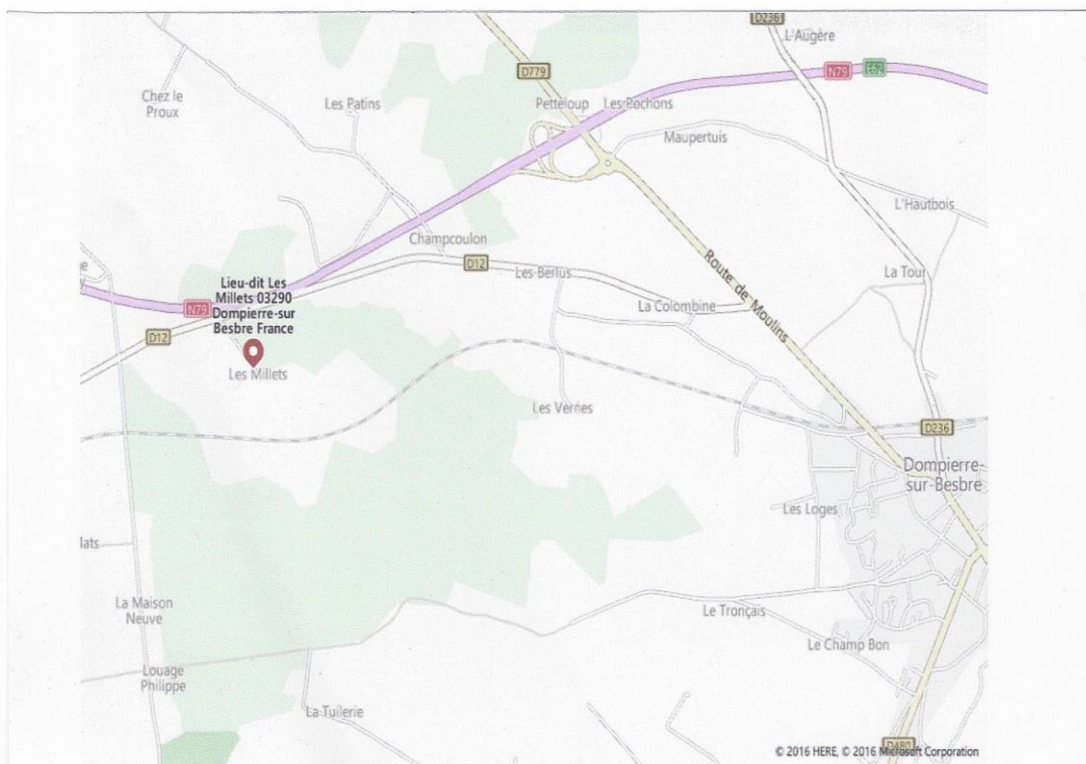 D236
L'Augère
D779
N79
E62
Chez le
Proux
Les Patins
Petteloup
Les Pochons
Maupertuis
L'Hautbois
Champcoulon
D12
Les Berlus
La Tour
Route de Moulins
La Colombine
Lieu-dit Les
Millets 03290
Dompierre-sur
Besbre France
N79
D12
Les Millets
Les Vernes
D236
Dompierre-
sur-Besbre
Les Loges
lats
La Maison
Neuve
Le Tronçais
Le Champ Bon
Louage
Philippe
La Tuilerie
D480
© 2016 HERE, © 2016 Microsoft Corporation